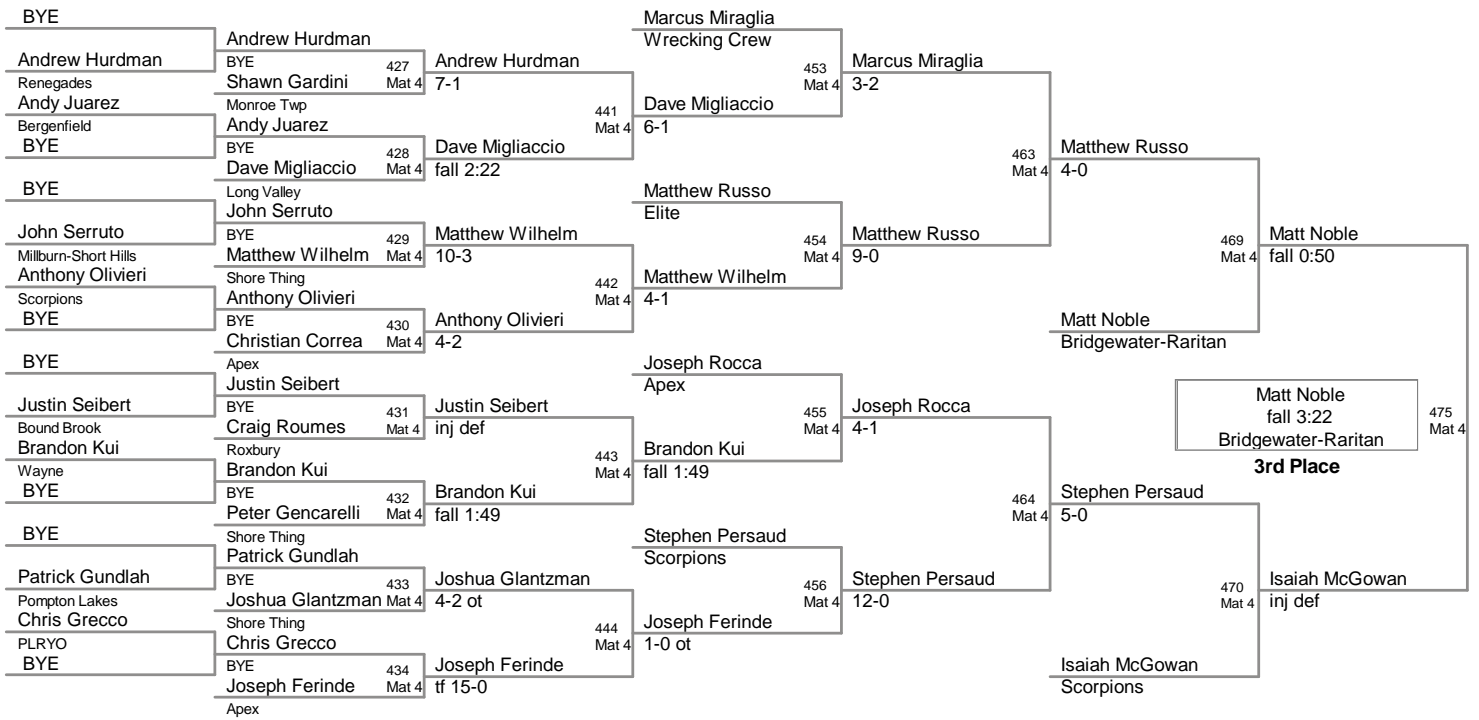 BYE
Andrew Hurdman
Renegades
Andy Juarez
Bergenfield
BYE
BYE
John Serruto
Millburn-Short Hills
Anthony Olivieri
Scorpions
BYE
BYE
Justin Seibert
Bound Brook
Brandon Kui
Wayne
BYE
BYE
Patrick Gundlah
Pompton Lakes
Chris Grecco
PLRYO
BYE
Andrew Hurdman
BYE
427
Shawn Gardini
Mat 4
Monroe Twp
Andy Juarez
BYE
428
Dave Migliaccio
Mat 4
Long Valley
John Serruto
BYE
429
Matthew Wilhelm
Mat 4
Shore Thing
Anthony Olivieri
BYE
430
Christian Correa
Mat 4
Apex
Justin Seibert
BYE
431
Craig Roumes
Mat 4
Roxbury
Brandon Kui
BYE
432
Peter Gencarelli
Mat 4
Shore Thing
Patrick Gundlah
BYE
433
Joshua Glantzman
Mat 4
Shore Thing
Chris Grecco
BYE
434
Joseph Ferinde
Mat 4
Apex
Andrew Hurdman
7-1
441
Mat 4
Dave Migliaccio
fall 2:22
Matthew Wilhelm
10-3
442
Mat 4
Anthony Olivieri
4-2
Justin Seibert
inj def
443
Mat 4
Brandon Kui
fall 1:49
Joshua Glantzman
4-2 ot
444
Mat 4
Joseph Ferinde
tf 15-0
Marcus Miraglia
Wrecking Crew
453
Mat 4
Dave Migliaccio
6-1
Matthew Russo
Elite
454
Mat 4
Matthew Wilhelm
4-1
Joseph Rocca
Apex
455
Mat 4
Brandon Kui
fall 1:49
Stephen Persaud
Scorpions
456
Mat 4
Joseph Ferinde
1-0 ot
Marcus Miraglia
3-2
463
Mat 4
Matthew Russo
9-0
Joseph Rocca
4-1
464
Mat 4
Stephen Persaud
12-0
Matthew Russo
4-0
469
Mat 4
Matt Noble
Bridgewater-Raritan
Stephen Persaud
5-0
470
Mat 4
Isaiah McGowan
Scorpions
Matt Noble
fall 0:50
Matt Noble
fall 3:22
Bridgewater-Raritan
3rd Place
475
Mat 4
Isaiah McGowan
inj def